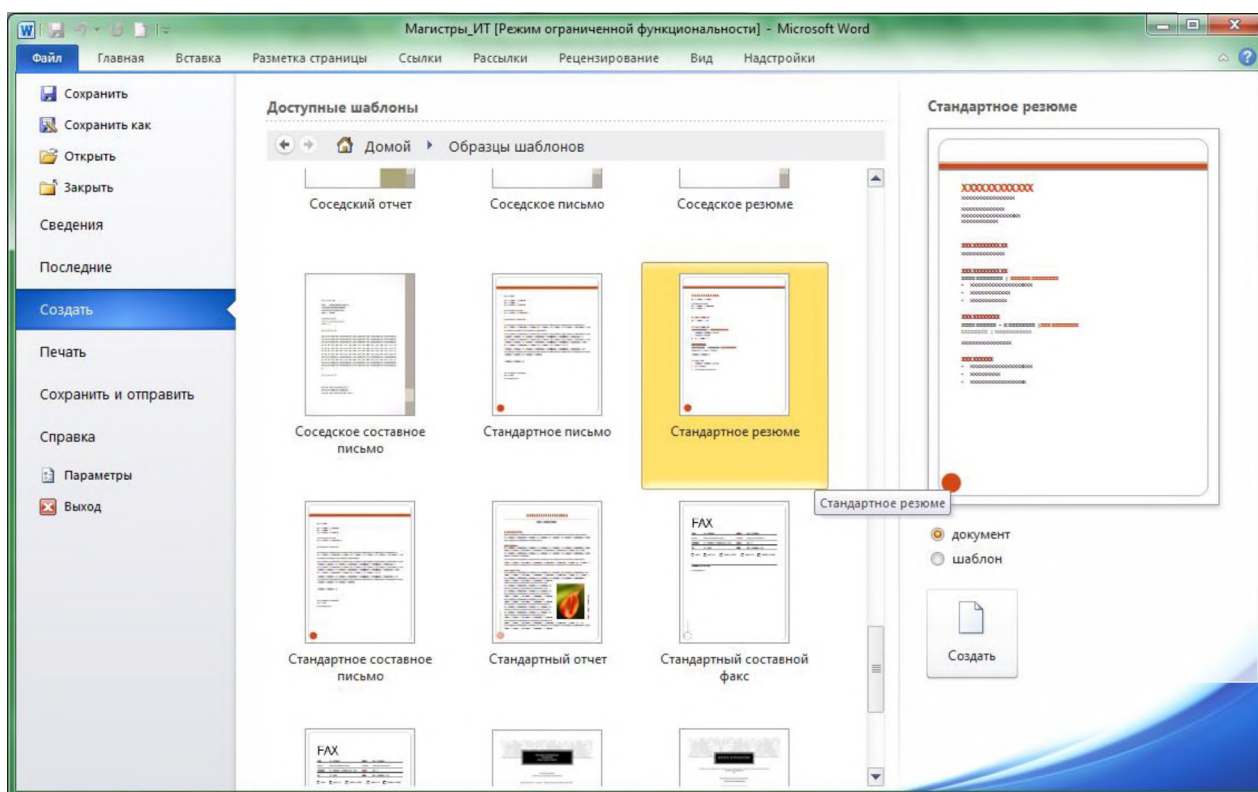 Магистры_ИТ [Режим ограниченной функциональности] - Microsoft Word
Файл Главная Вставка Разметка страницы Ссылки Рассылки Рецензирование Вид Надстройки
Сохранить
Сохранить как
Открыть
Закрыть
Сведения
Последние
Создать
Печать
Сохранить и отправить
Справка
Параметры
Выход
Доступные шаблоны
Домой
Образцы шаблонов
Соседский отчет
Соседское письмо
Соседское резюме
Соседское составное
письмо
Стандартное письмо
Стандартное резюме
Стандартное резюме
FAX
Стандартное составное
письмо
Стандартный отчет
Стандартный составной
факс
FAX
Стандартное резюме
документ
шаблон
Создать